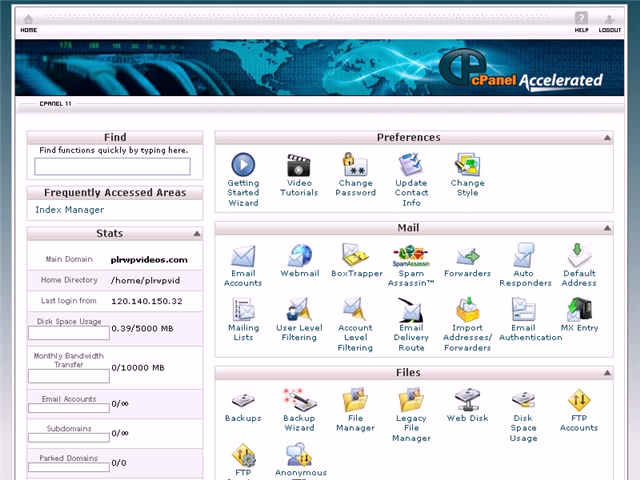 HOME
HELP
LOGOUT
cPanel Accelerated
CPANEL 11
Find
Find functions quickly by typing here.
Frequently Accessed Areas
Index Manager
Stats
Main Domain plrwpvideos.com
Home Directory /home/plrwpvid
Last login from 120.140.150.32
Disk Space Usage 0.39/5000 MB
Monthly Bandwidth
Transfer 0/10000 MB
Email Accounts 0/∞
Subdomains 0/∞
Parked Domains 0/0
Preferences
Getting Started Wizard
Video Tutorials
Change Password
Update Contact Info
Change Style
Mail
Email Accounts
Webmail
BoxTrapper
Spam Assassin™
Forwarders
Auto Responders
Default Address
Mailing Lists
User Level Filtering
Account Level Filtering
Email Delivery Route
Import Addresses/ Forwarders
Email Authentication
MX Entry
Files
Backups
Backup Wizard
File Manager
Legacy File Manager
Web Disk
Disk Space Usage
FTP Accounts
FTP
Anonymous